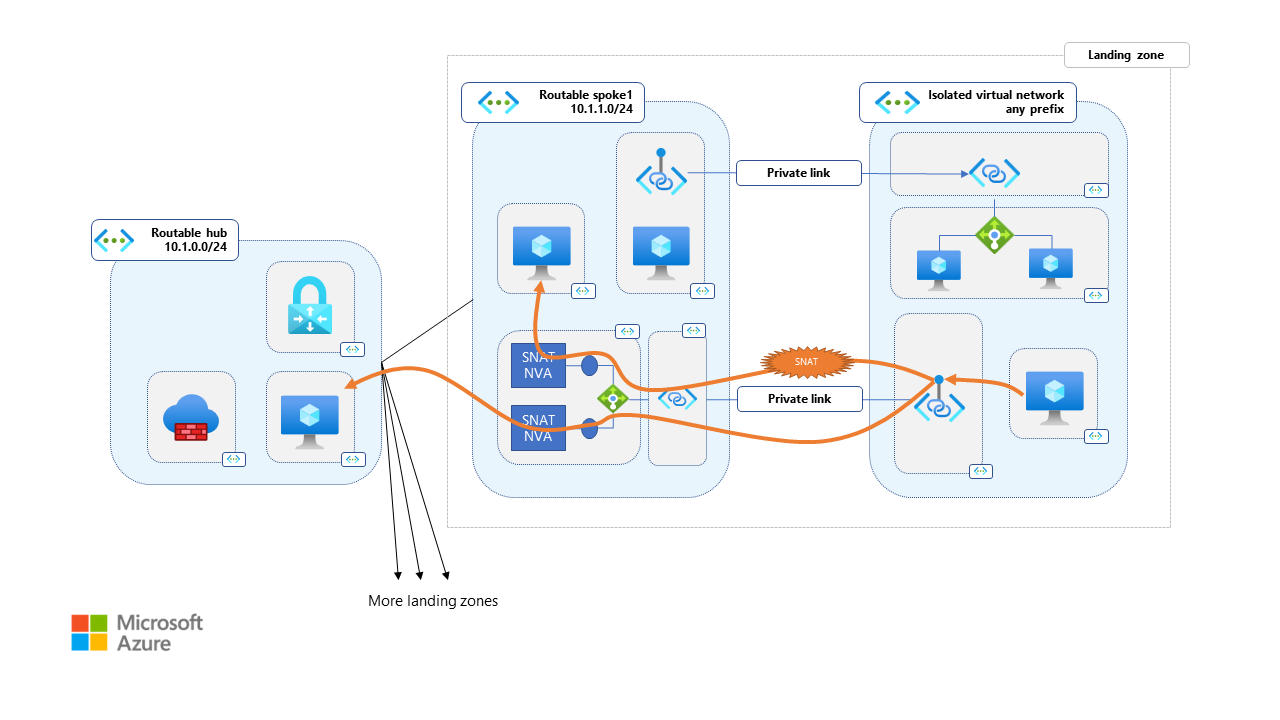 Landing zone
Routable spoke1
10.1.1.0/24
Isolated virtual network
any prefix
Private link
Routable hub
10.1.0.0/24
SNAT
NVA
SNAT
Private link
SNAT
NVA
More landing zones
Microsoft
Azure